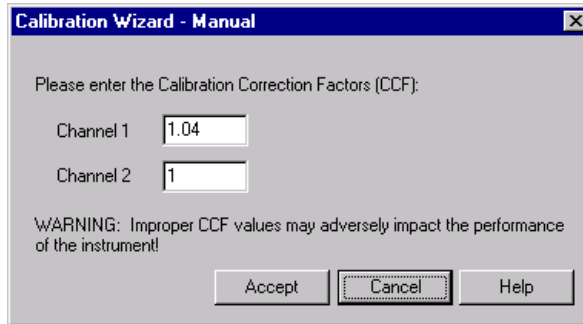 Calibration Wizard - Manual
Please enter the Calibration Correction Factors (CCF):
Channel 1 1.04
Channel 2 1
WARNING: Improper CCF values may adversely impact the performance
of the instrument!
Accept Cancel Help